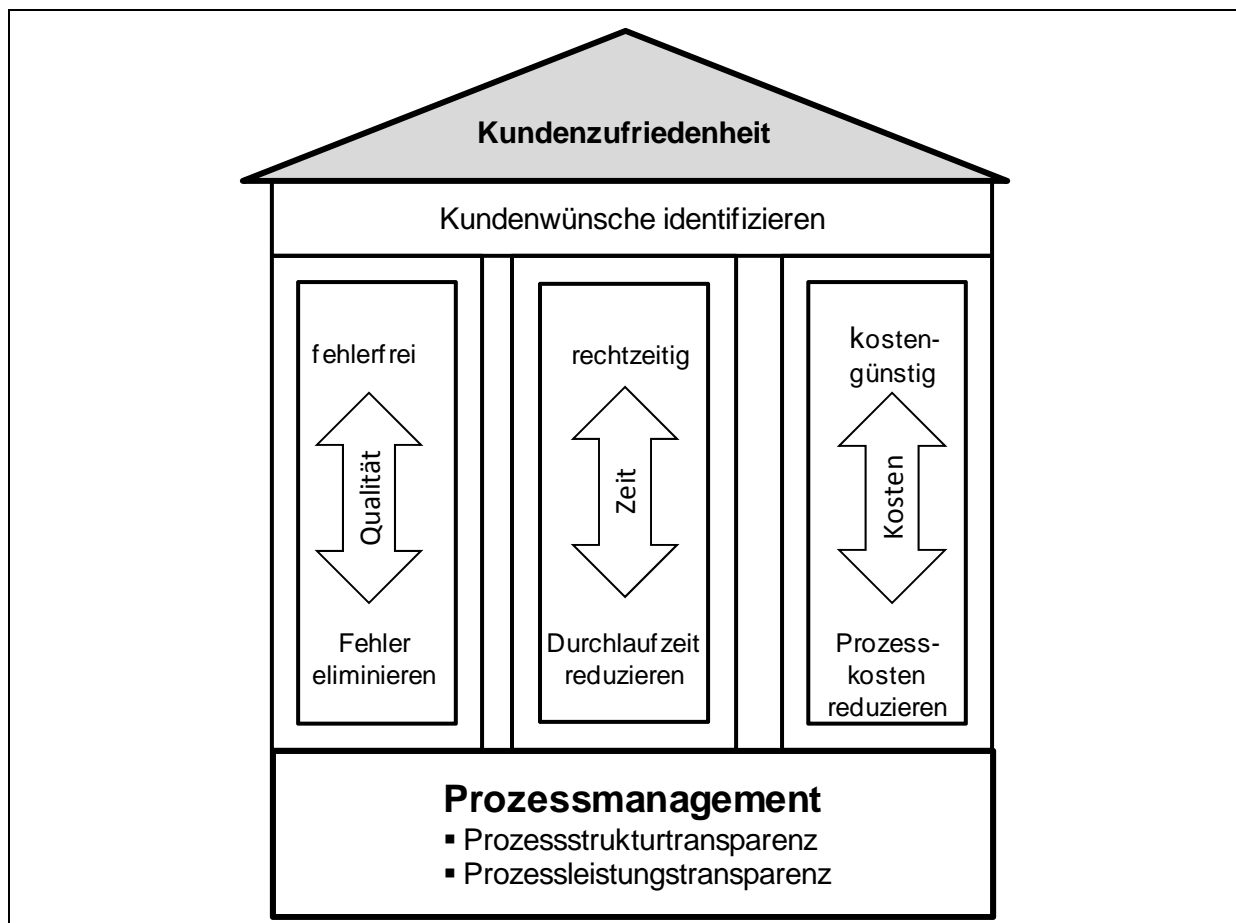 Kundenzufriedenheit
Kundenwünsche identifizieren
fehlerfrei
Qualität
Fehler
eliminieren
rechtzeitig
Zeit
Durchlaufzeit
reduzieren
kosten-
günstig
Kosten
Prozess-
kosten
reduzieren
Prozessmanagement
▪ Prozessstrukturtransparenz
▪ Prozessleistungstransparenz